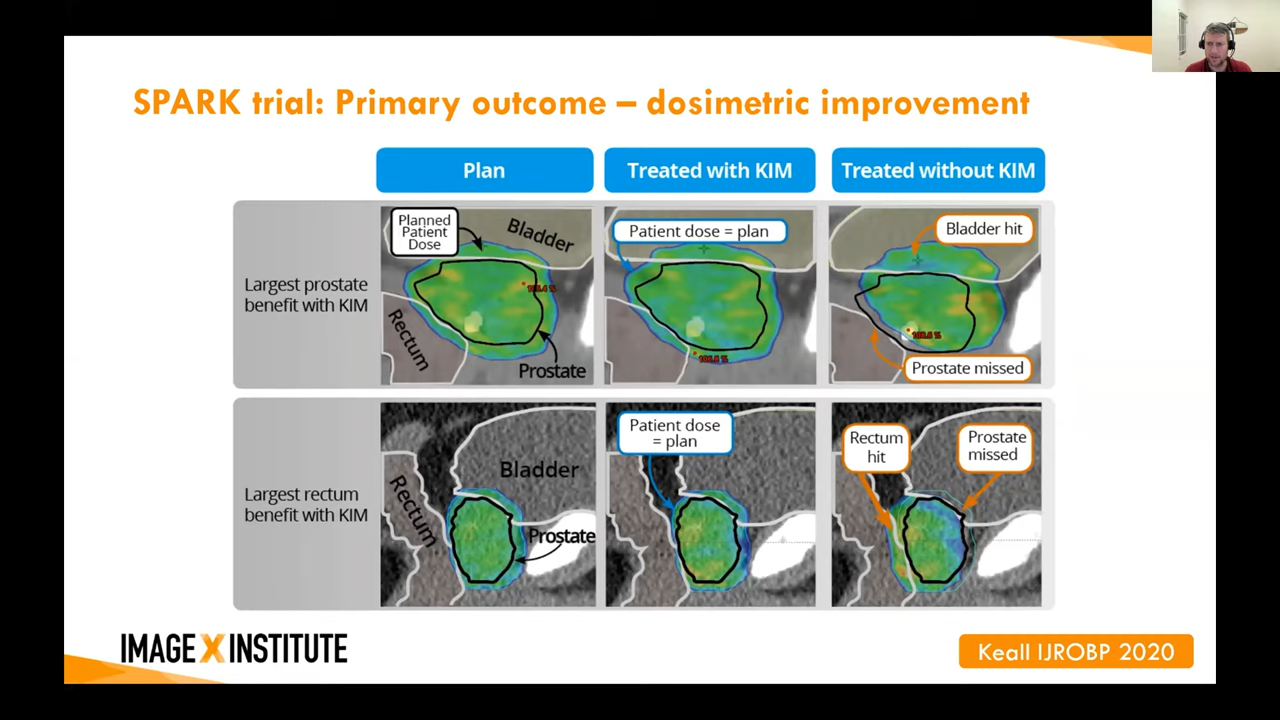 SPARK trial: Primary outcome – dosimetric improvement
Plan
Treated with KIM
Treated without KIM
Largest prostate
benefit with KIM
Planned
Patient
Dose
Bladder
Rectum
Prostate
Patient dose = plan
106.8 %
Bladder hit
Prostate missed
Largest rectum
benefit with KIM
Bladder
Rectum
Prostate
Patient dose
= plan
Rectum
hit
Prostate
missed
IMAGE X INSTITUTE
Keall IJROBP 2020